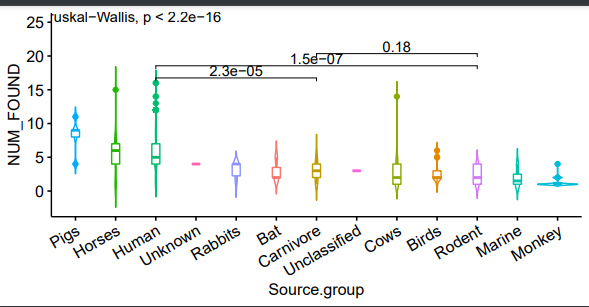 ruskal-Wallis, p < 2.2e-16
25
20
15
10
5
0
NUM_FOUND
0.18
1.5e-07
2.3e-05
Pigs
Horses
Human
Unknown
Rabbits
Bat
Carnivore
Unclassified
Cows
Birds
Rodent
Marine
Monkey
Source.group